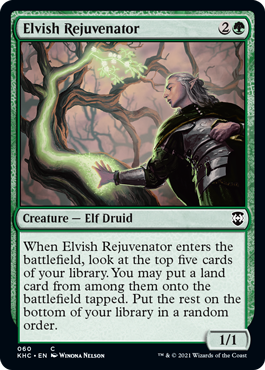 Elvish Rejuvenator 2
Creature — Elf Druid
When Elvish Rejuvenator enters the
battlefield, look at the top five cards
of your library. You may put a land
card from among them onto the
battlefield tapped. Put the rest on the
bottom of your library in a random
order.
1/1
060 C
KHC • EN Winona Nelson
™ & © 2021 Wizards of the Coast